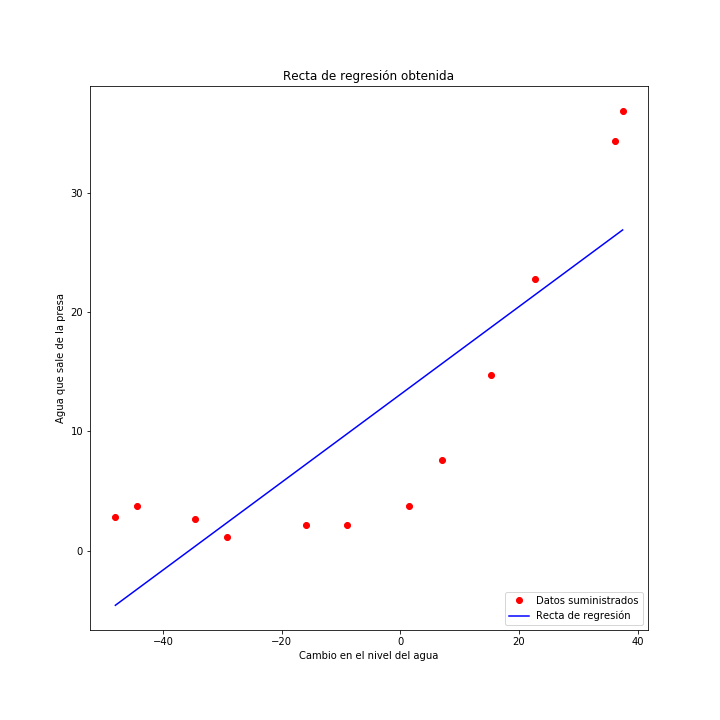 Recta de regresión obtenida
Agua que sale de la presa
30
20
10
0
−40
−20
0
20
40
Cambio en el nivel del agua
Datos suministrados
Recta de regresión